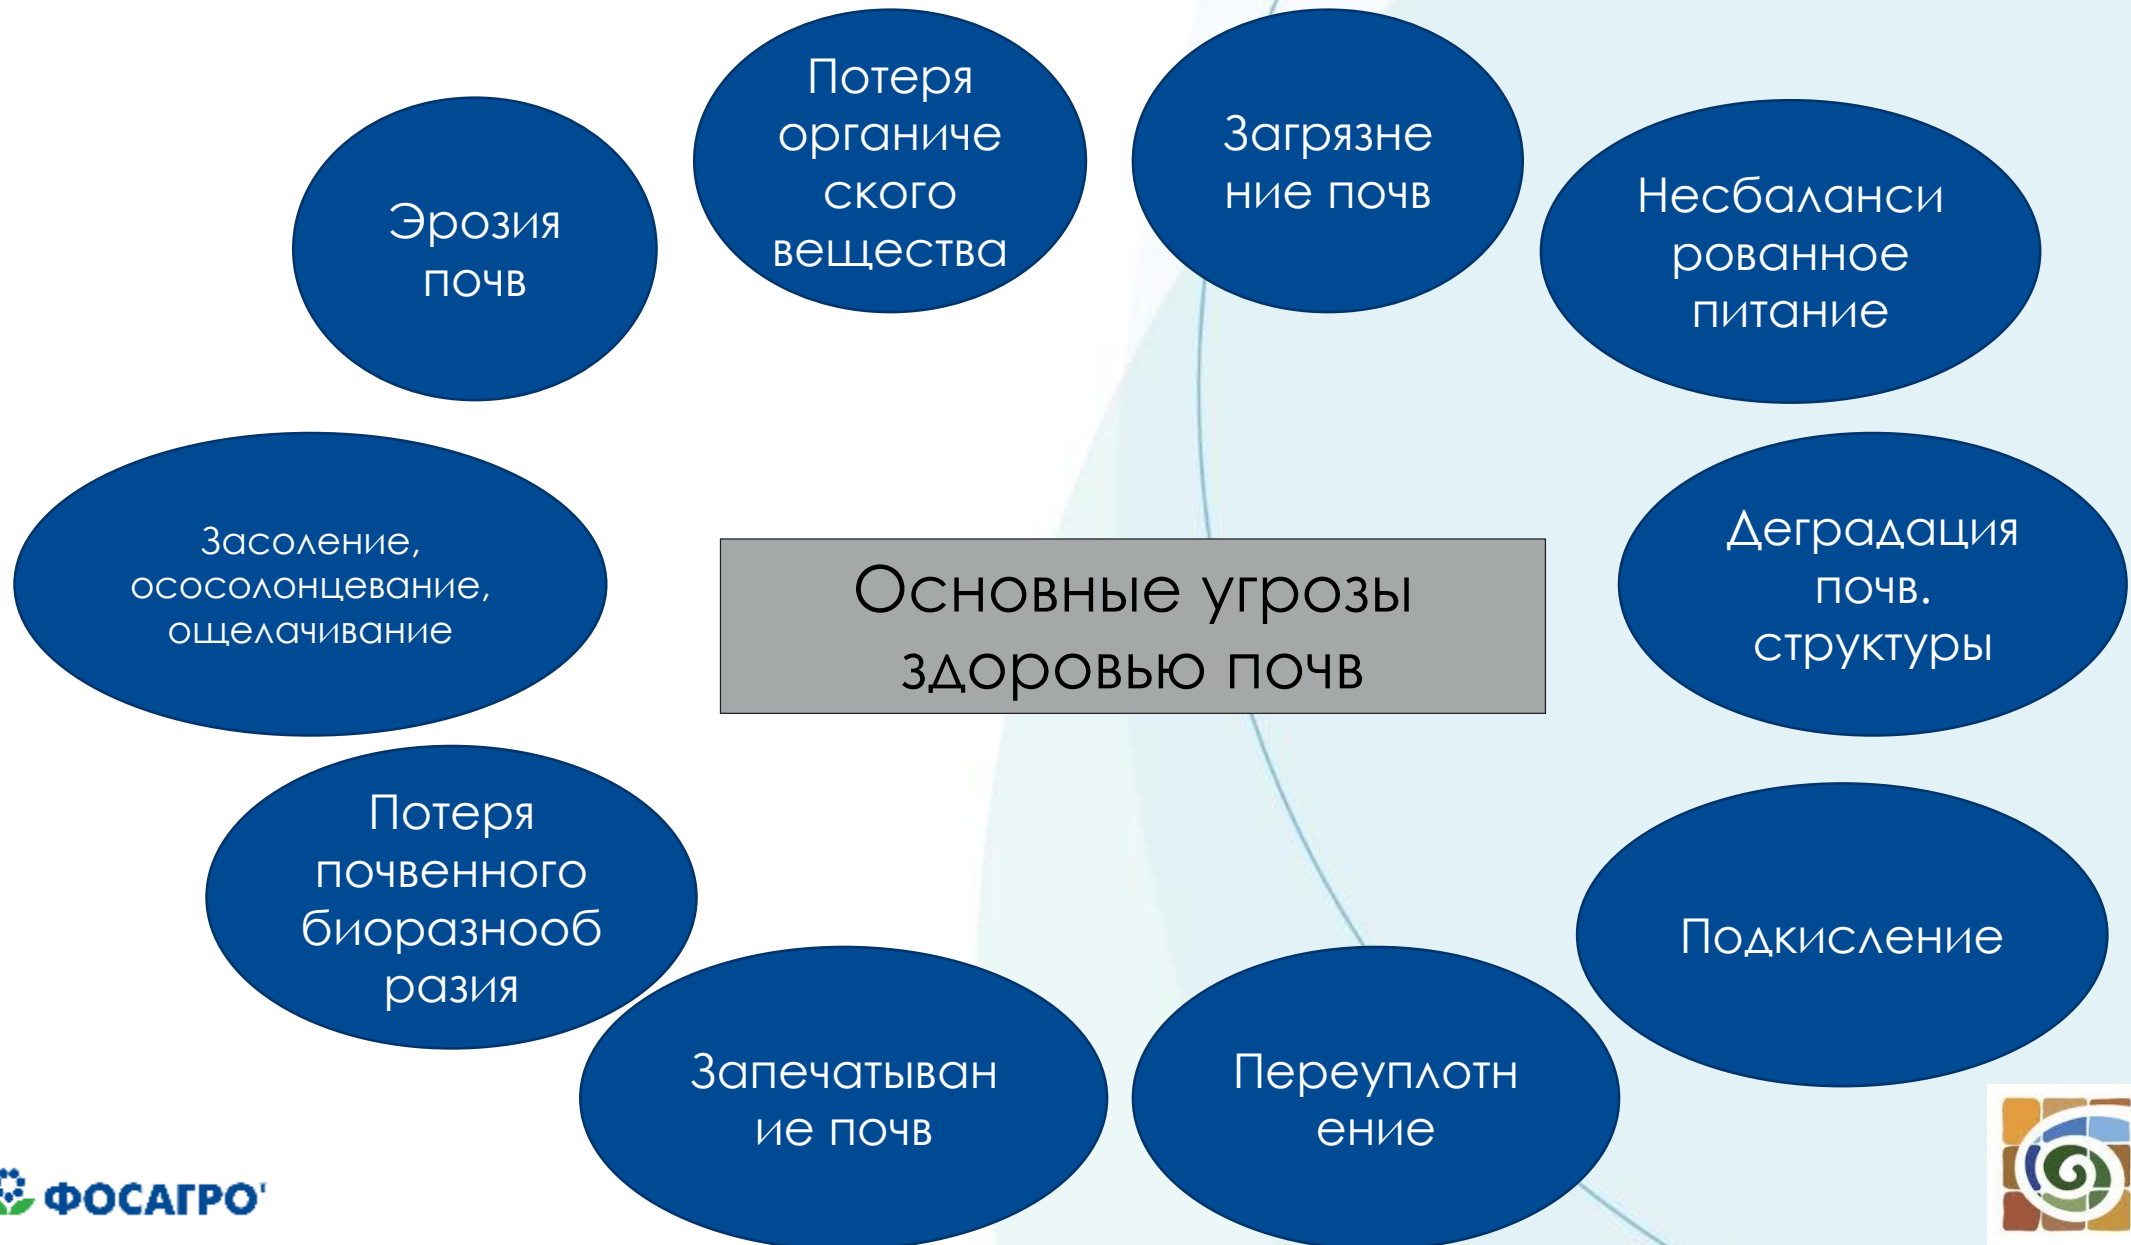 Потеря
органиче
ского
вещества
Загрязне
ние почв
Несбаланси
рованное
питание
Эрозия
почв
Деградация
почв.
структуры
Засоление,
ососолонцевание,
ощелачивание
Основные угрозы
здоровью почв
Потеря
почвенного
биоразнооб
разия
Подкисление
Запечатыван
ие почв
Переуплотн
ение
ФОСАГРО